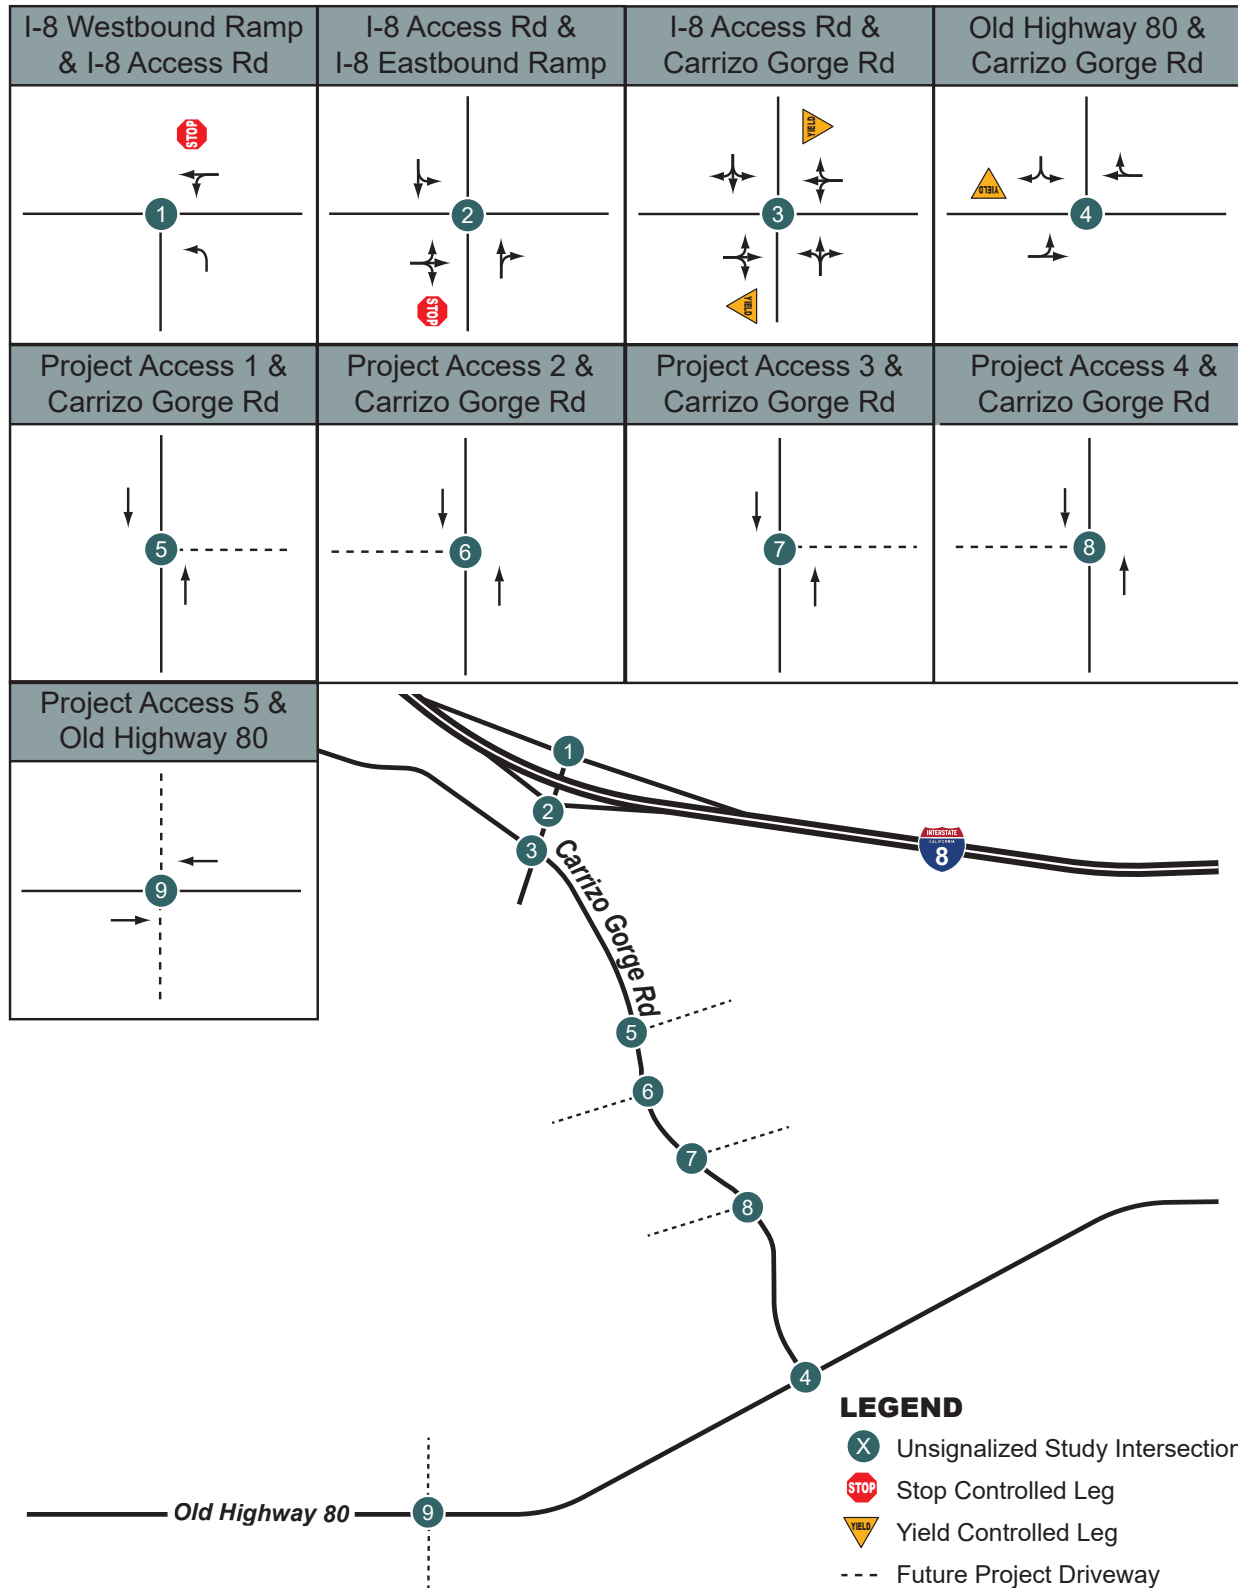 I-8 Westbound Ramp
& I-8 Access Rd
I-8 Access Rd &
I-8 Eastbound Ramp
I-8 Access Rd &
Carrizo Gorge Rd
Old Highway 80 &
Carrizo Gorge Rd
STOP
1
2
STOP
YIELD
3
YIELD
YIELD
4
Project Access 1 &
Carrizo Gorge Rd
Project Access 2 &
Carrizo Gorge Rd
Project Access 3 &
Carrizo Gorge Rd
Project Access 4 &
Carrizo Gorge Rd
5
6
7
8
Project Access 5 &
Old Highway 80
9
1
2
3
INTERSTATE
CALIFORNIA
8
Carrizo Gorge Rd
5
6
7
8
4
Old Highway 80
9
LEGEND
X Unsignalized Study Intersection
STOP Stop Controlled Leg
YIELD Yield Controlled Leg
Future Project Driveway